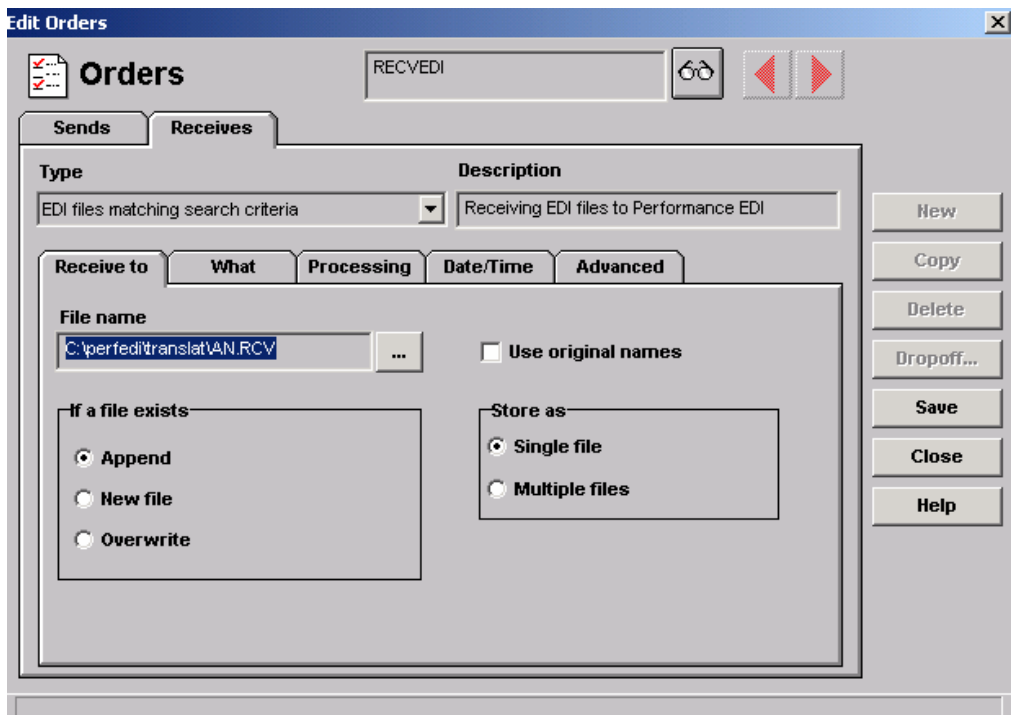 Edit Orders
Orders
RECVEDI
Sends
Receives
Type
Description
EDI files matching search criteria
Receiving EDI files to Performance EDI
New
Copy
Delete
Dropoff...
Save
Close
Help
Receive to
What
Processing
Date/Time
Advanced
File name
C:\perfedi\translat\AN.RCV
...
Use original names
If a file exists
Append
New file
Overwrite
Store as
Single file
Multiple files